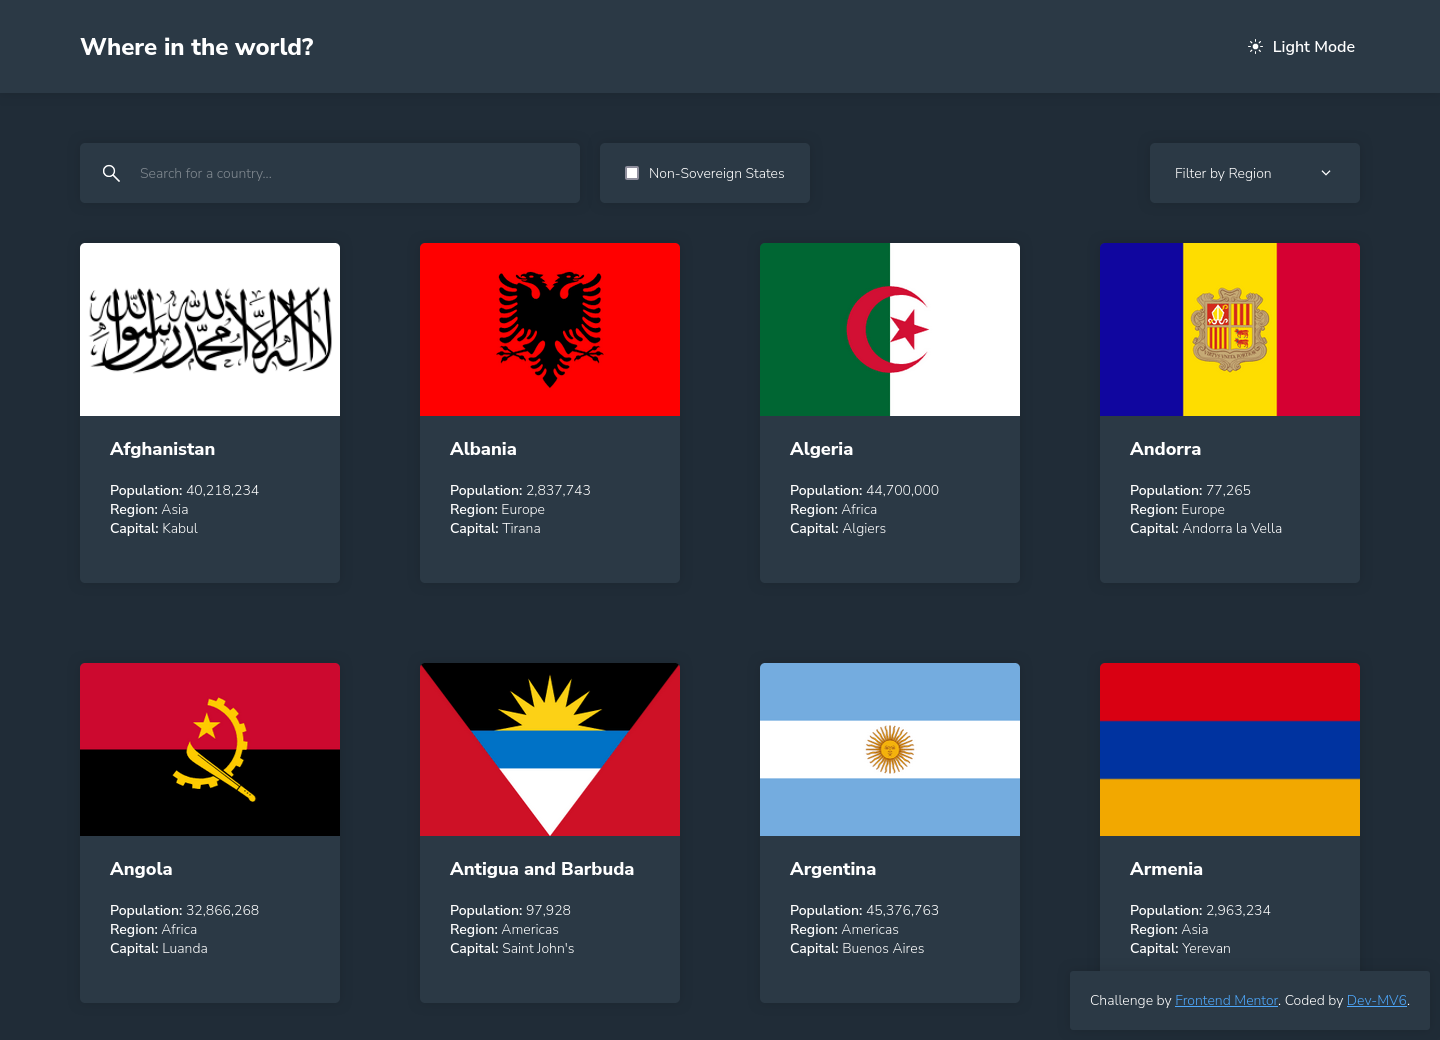 Where in the world?
Light Mode
Search for a country...
Non-Sovereign States
Filter by Region
لا إله إلا الله محمد رسول الله
Afghanistan
Population: 40,218,234
Region: Asia
Capital: Kabul
Albania
Population: 2,837,743
Region: Europe
Capital: Tirana
Algeria
Population: 44,700,000
Region: Africa
Capital: Algiers
Andorra
Population: 77,265
Region: Europe
Capital: Andorra la Vella
Angola
Population: 32,866,268
Region: Africa
Capital: Luanda
Antigua and Barbuda
Population: 97,928
Region: Americas
Capital: Saint John's
Argentina
Population: 45,376,763
Region: Americas
Capital: Buenos Aires
Armenia
Population: 2,963,234
Region: Asia
Capital: Yerevan
Challenge by Frontend Mentor. Coded by Dev-MV6.